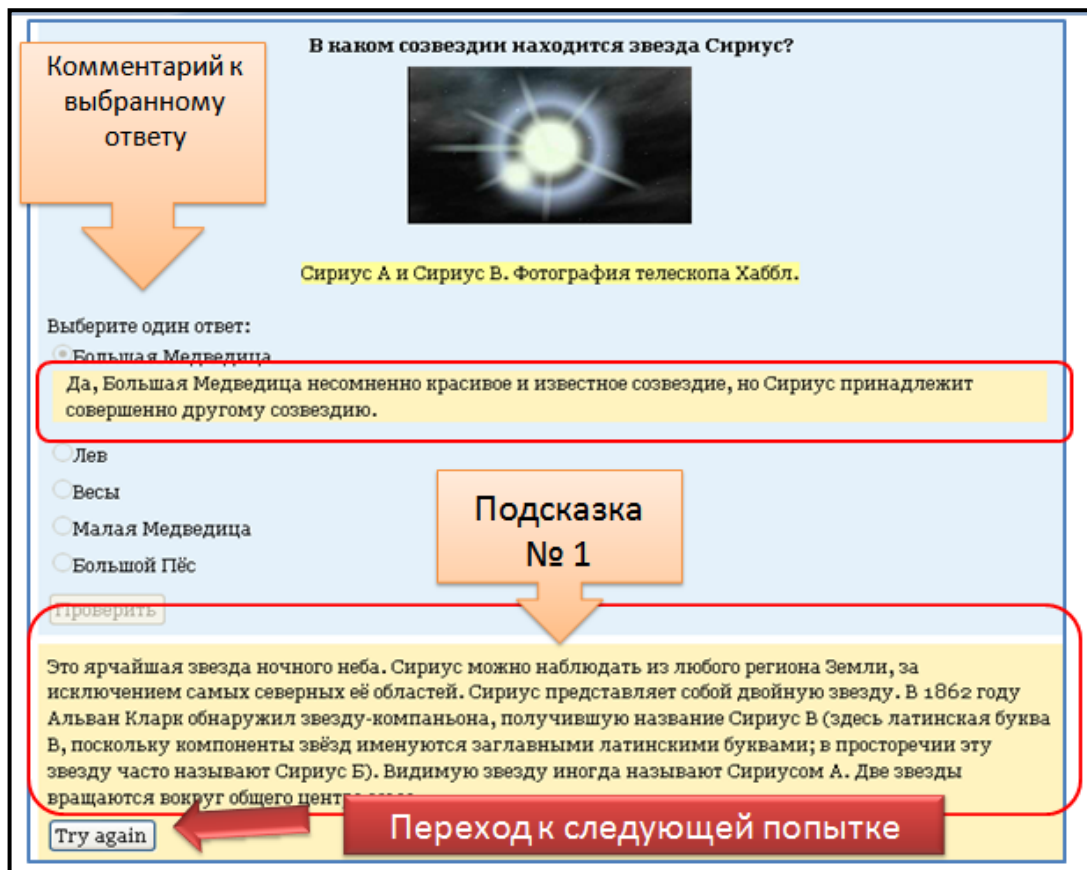 В каком созвездии находится звезда Сириус?
Комментарий к
выбранному
ответу
Сириус А и Сириус В. Фотография телескопа Хаббл.
Выберите один ответ:
Большая Медведица
Да, Большая Медведица несомненно красивое и известное созвездие, но Сириус принадлежит
совершенно другому созвездию.
Лев
Весы
Малая Медведица
Большой Пёс
Подсказка
№ 1
Проверить
Это ярчайшая звезда ночного неба. Сириус можно наблюдать из любого региона Земли, за
исключением самых северных её областей. Сириус представляет собой двойную звезду. В 1862 году
Альван Кларк обнаружил звезду-компаньона, получившую название Сириус B (здесь латинская буква
B, поскольку компоненты звёзд именуются заглавными латинскими буквами; в просторечии эту
звезду часто называют Сириус Б). Видимую звезду иногда называют Сириусом А. Две звезды
вращаются вокруг общего
Try again
Переход к следующей попытке